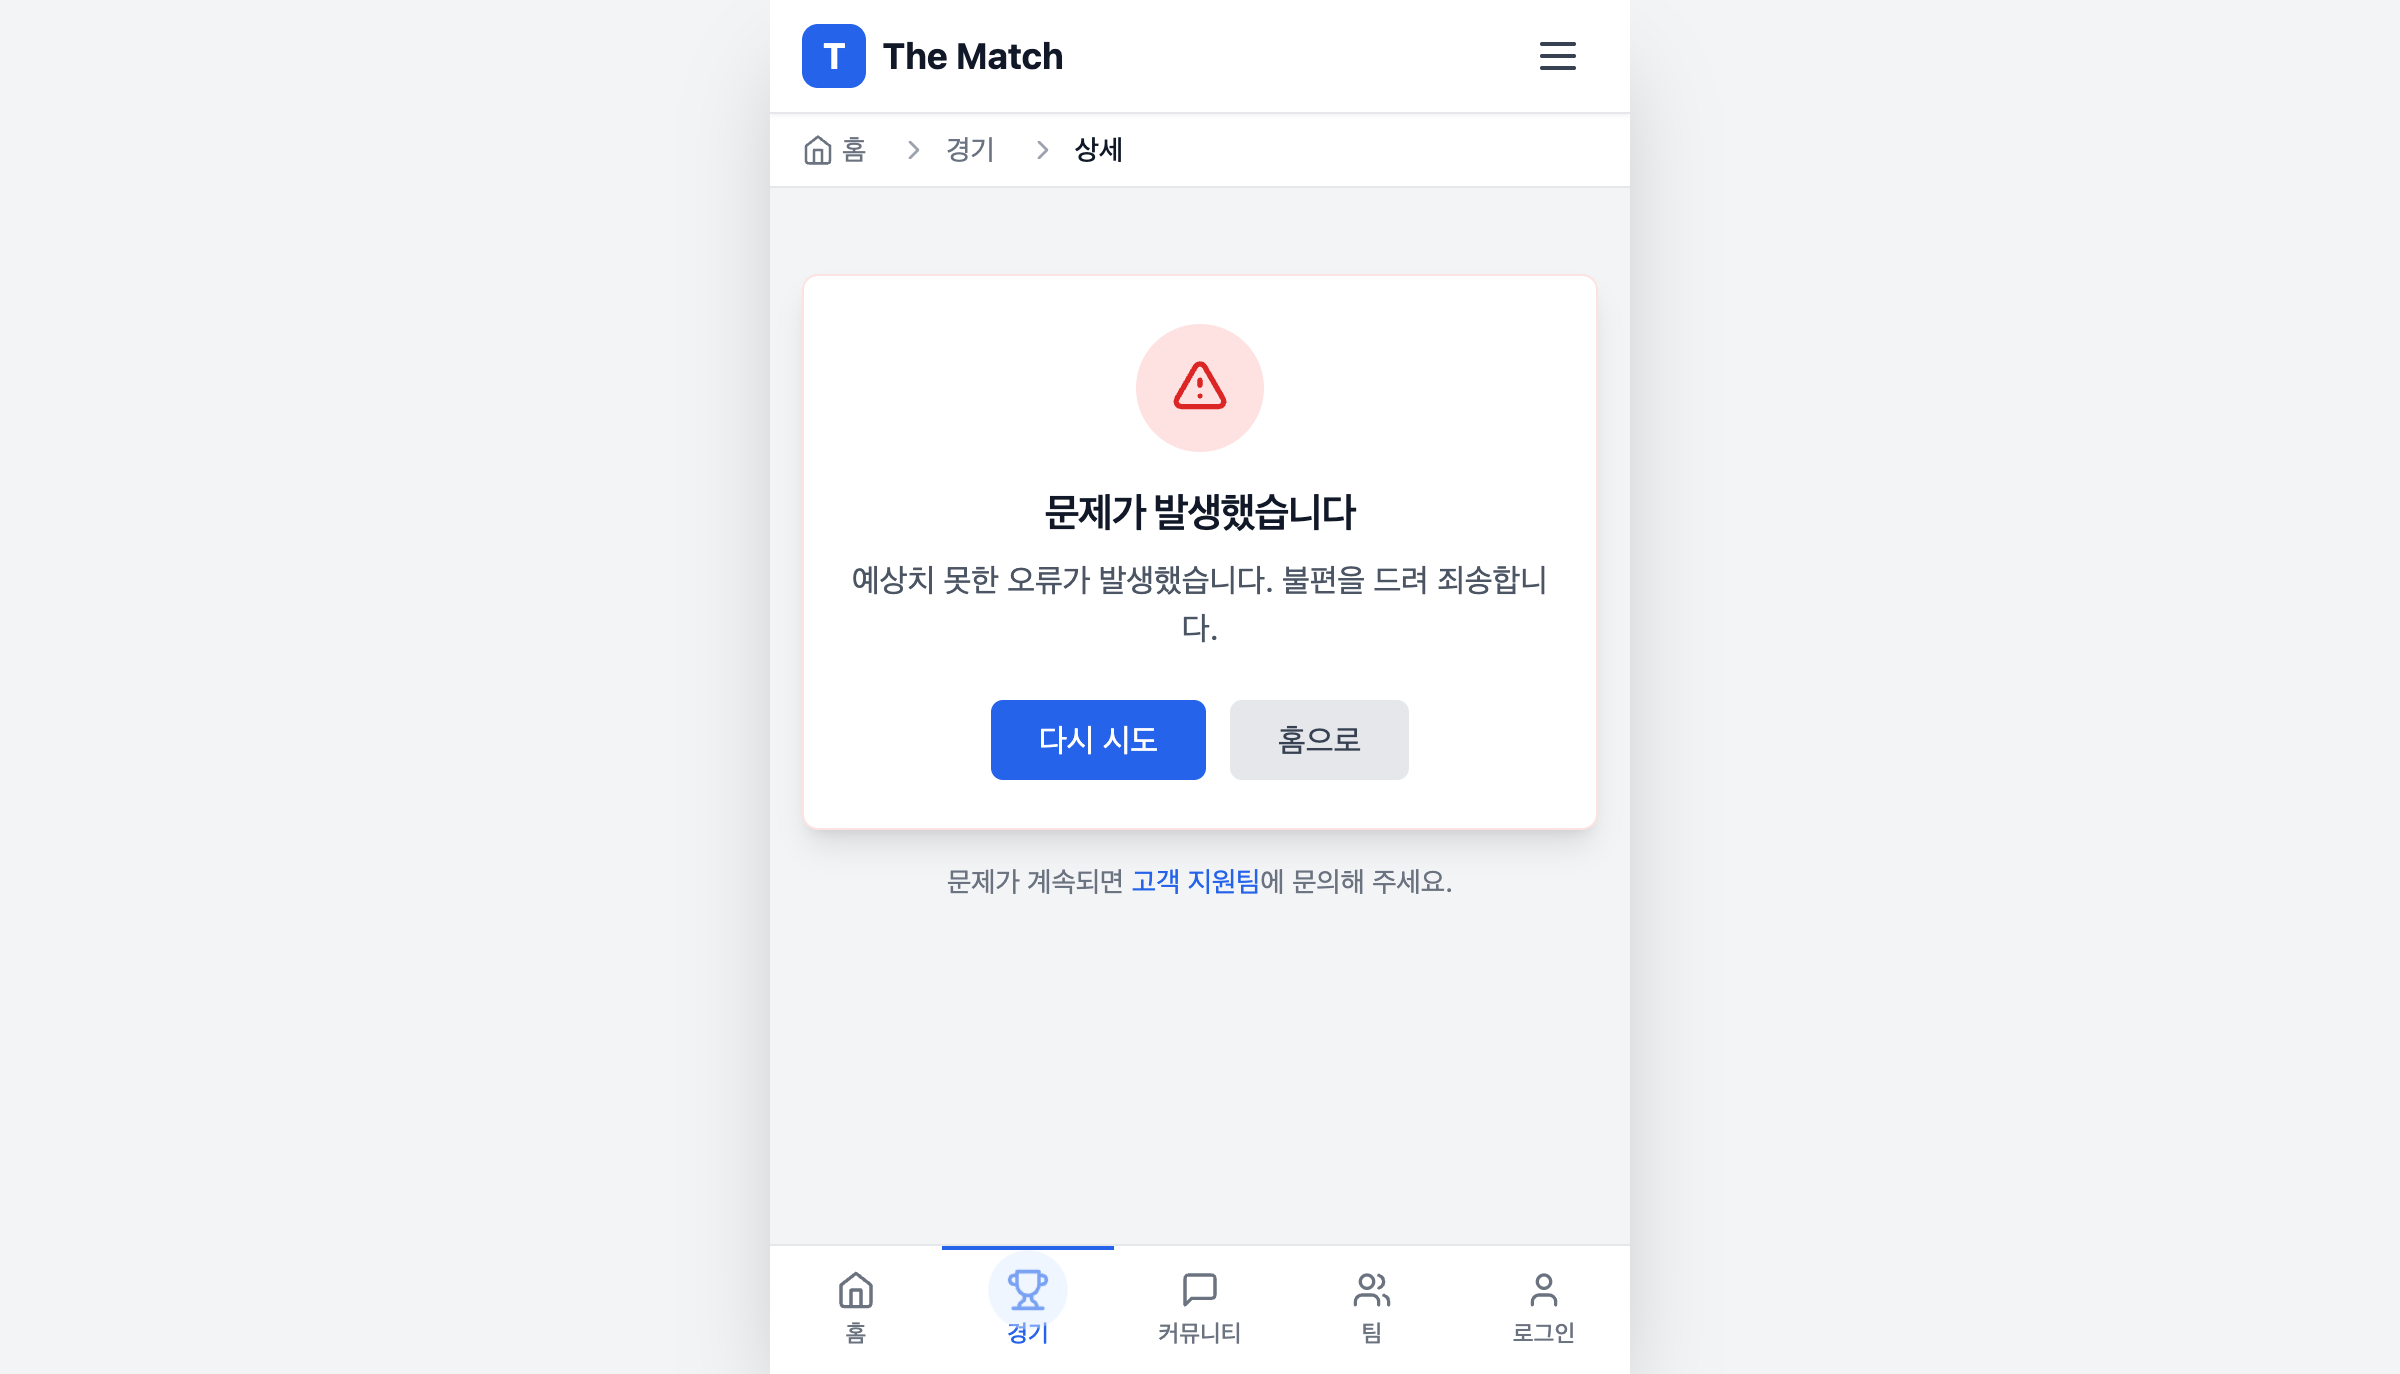 T The Match
홈 경기 상세
문제가 발생했습니다
예상치 못한 오류가 발생했습니다. 불편을 드려 죄송합니
다.
다시 시도 홈으로
문제가 계속되면 고객 지원팀에 문의해 주세요.
홈 경기 커뮤니티 팀 로그인